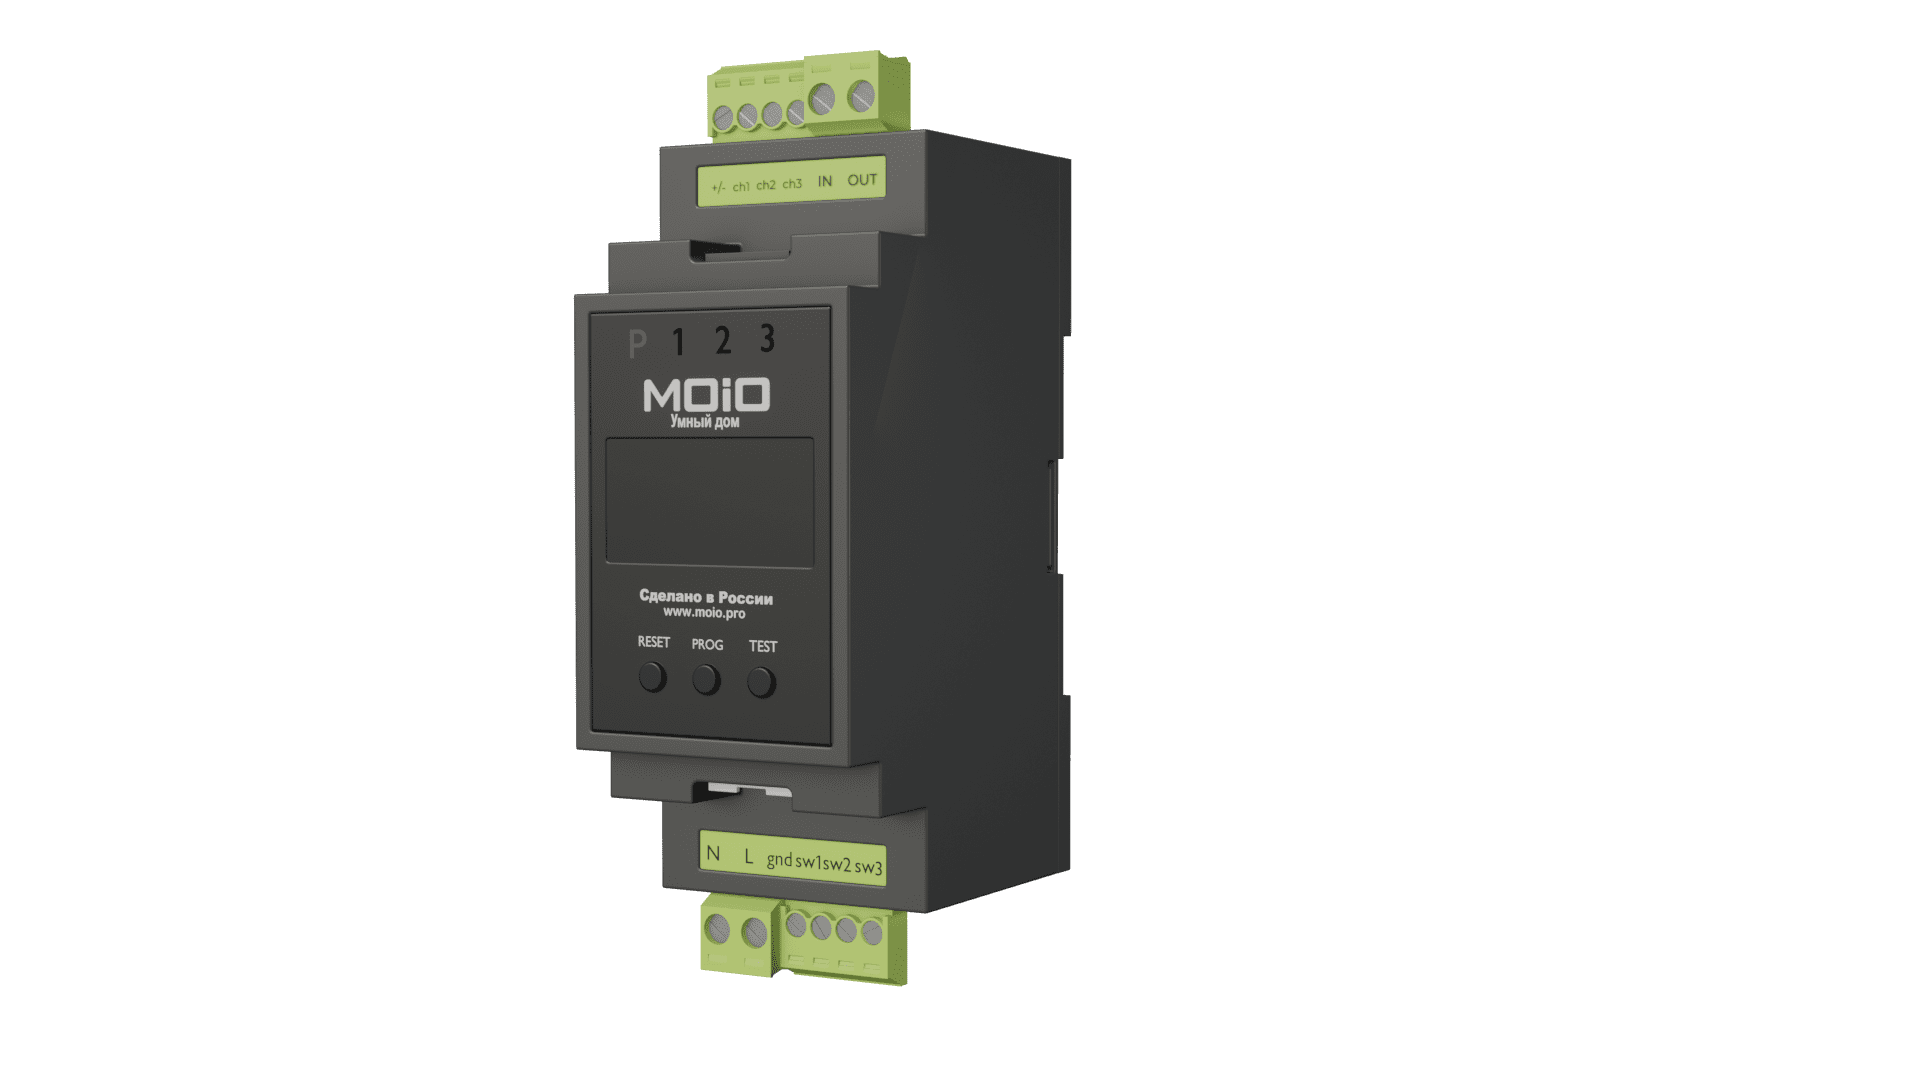 +/- ch1 ch2 ch3 IN OUT
P 1 2 3
MOiO
Умный дом
Сделано в России
www.moio.pro
RESET PROG TEST
N L gnd sw1 sw2 sw3